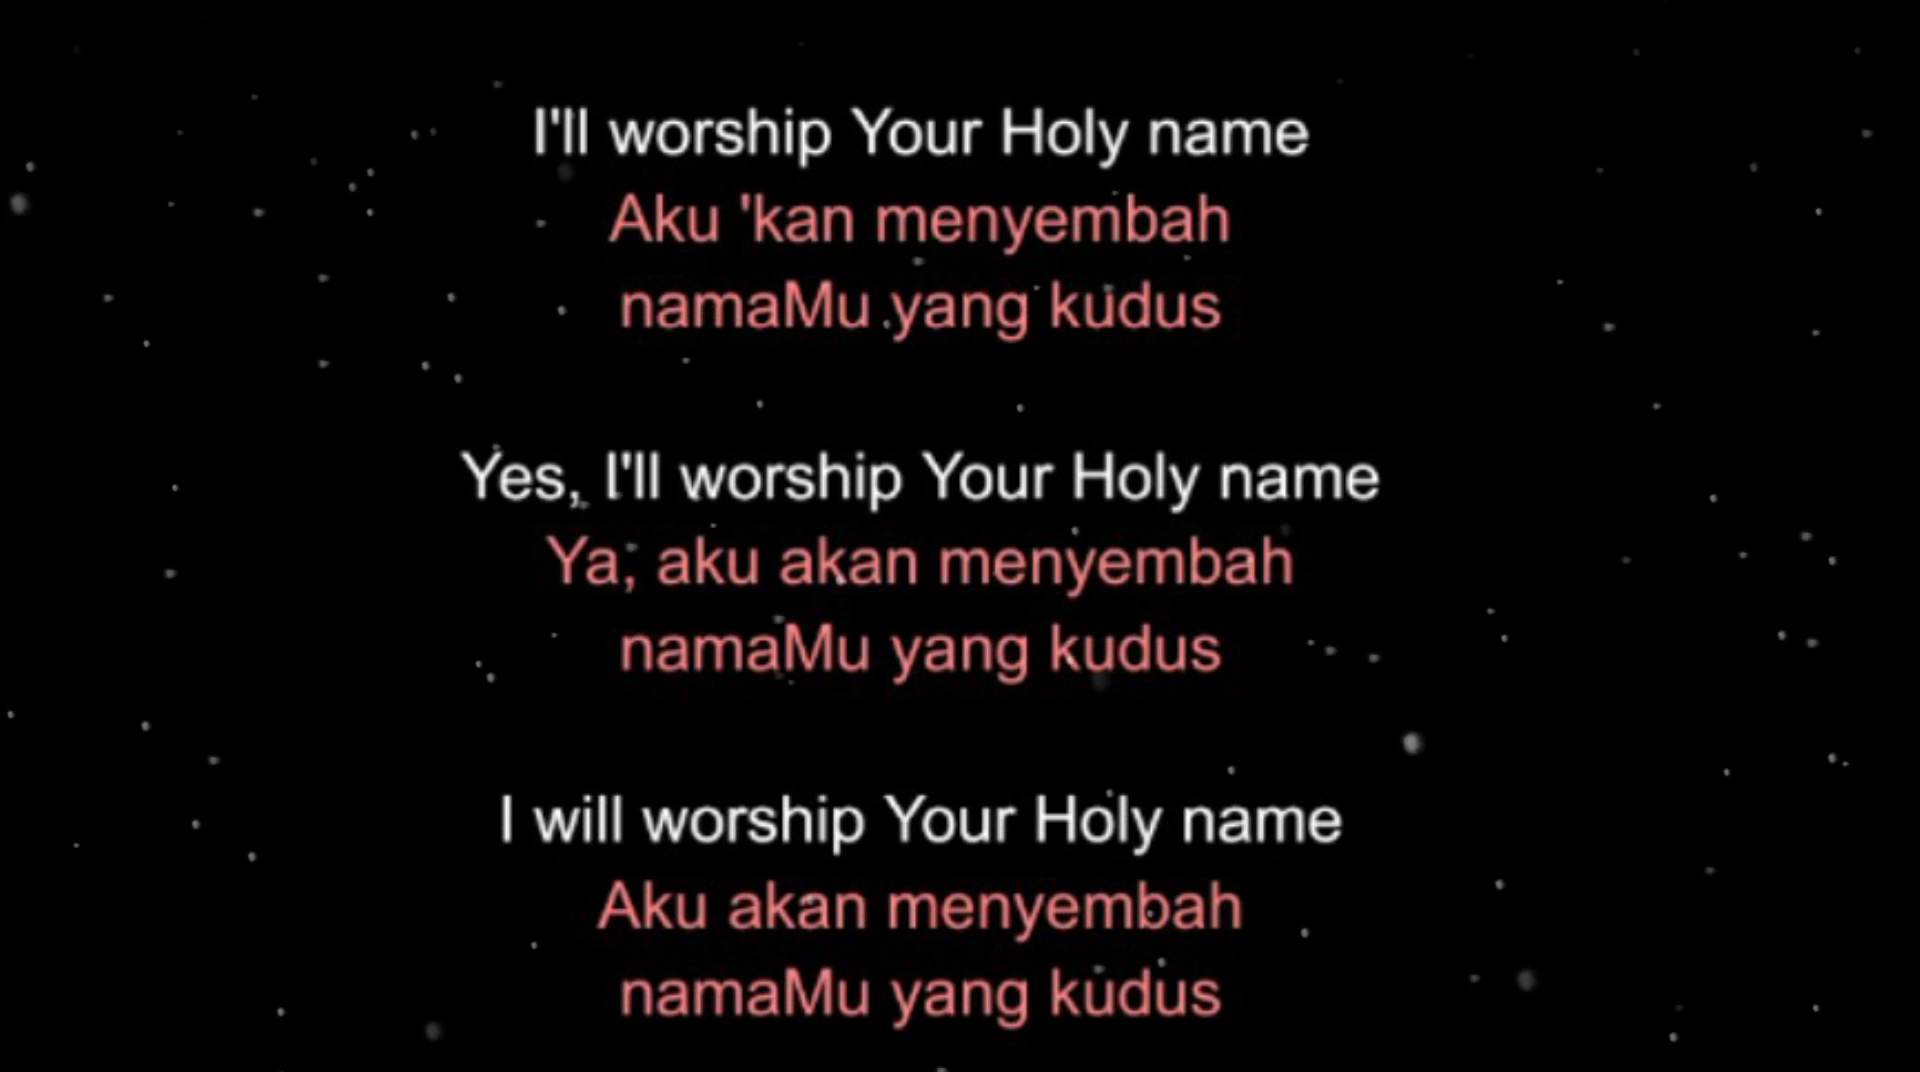 I'll worship Your Holy name
Aku 'kan menyembah
namaMu yang kudus
Yes, I'll worship Your Holy name
Ya, aku akan menyembah
namaMu yang kudus
I will worship Your Holy name
Aku akan menyembah
namaMu yang kudus